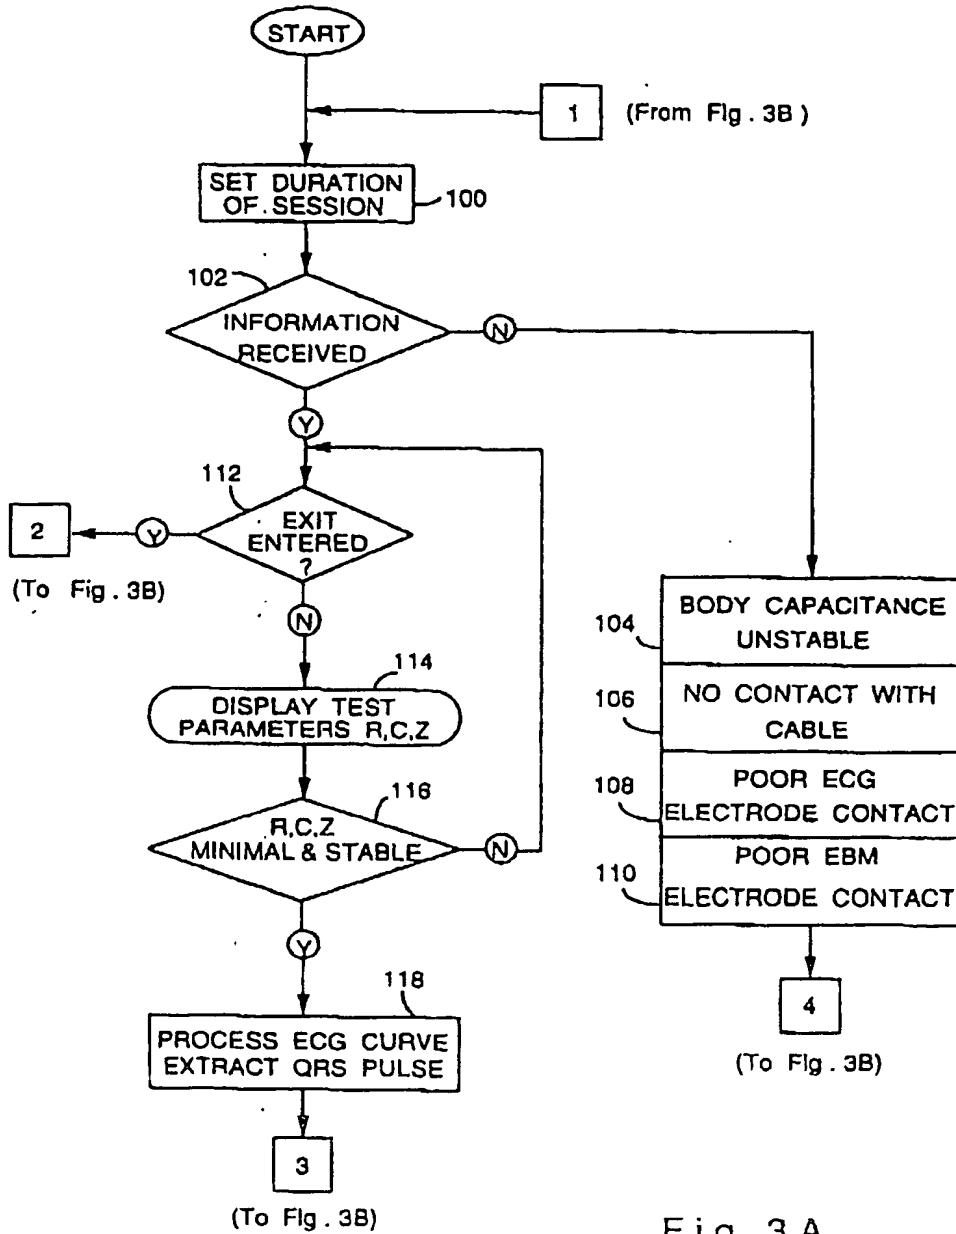 START
1 (From Fig. 3B)
SET DURATION
OF SESSION
100
102
INFORMATION
RECEIVED
N
Y
112
EXIT
ENTERED
?
Y
2
(To Fig. 3B)
N
114
DISPLAY TEST
PARAMETERS R,C,Z
116
R,C,Z
MINIMAL & STABLE
N
Y
118
PROCESS ECG CURVE
EXTRACT QRS PULSE
3
(To Fig. 3B)
104
BODY CAPACITANCE
UNSTABLE
106
NO CONTACT WITH
CABLE
108
POOR ECG
ELECTRODE CONTACT
110
POOR EBM
ELECTRODE CONTACT
4
(To Fig. 3B)
Fig. 3A